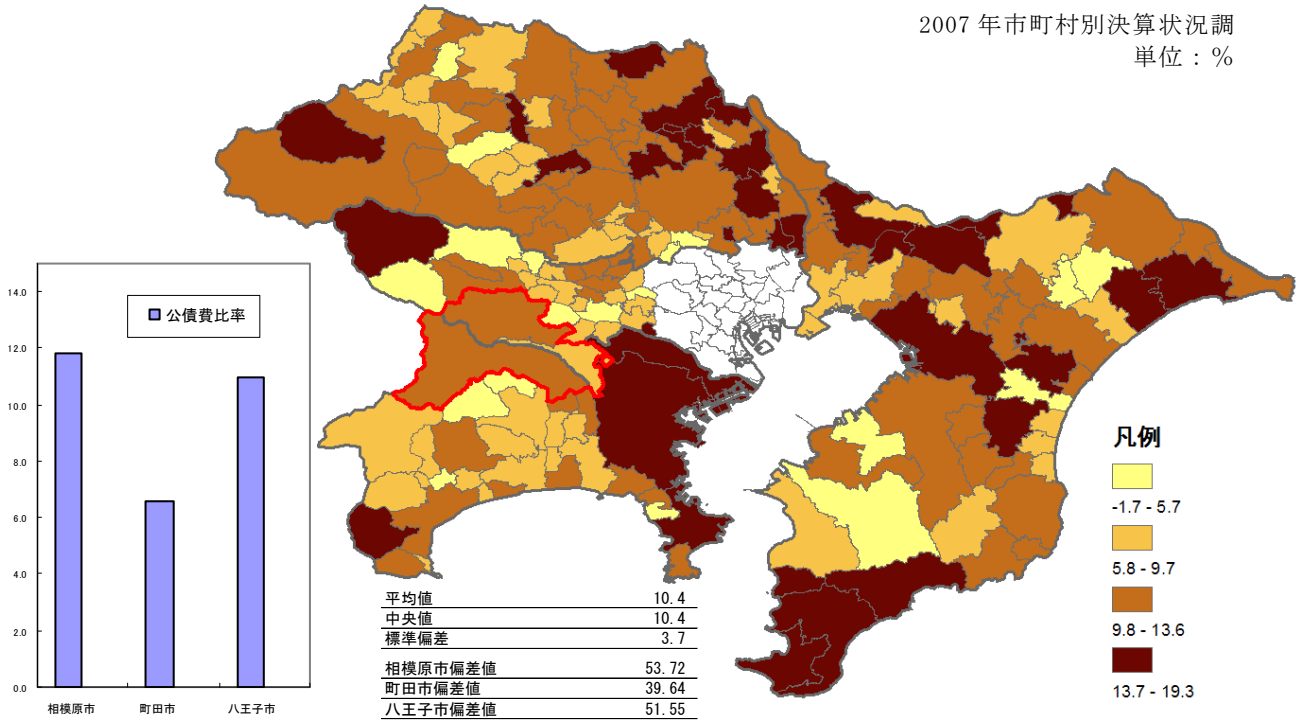 2007年市町村別決算状況調
単位：%
公債費比率
14.0
12.0
10.0
8.0
6.0
4.0
2.0
0.0
相模原市 町田市 八王子市
平均値 10.4
中央値 10.4
標準偏差 3.7
相模原市偏差値 53.72
町田市偏差値 39.64
八王子市偏差値 51.55
凡例
-1.7 - 5.7
5.8 - 9.7
9.8 - 13.6
13.7 - 19.3